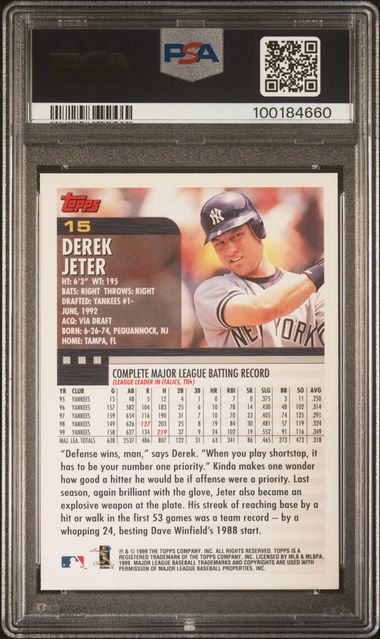 PSA
PSA
100184660
Topps
15
DEREK
JETER
HT: 6'3" WT: 195
BATS: RIGHT THROWS: RIGHT
DRAFTED: YANKEES #1-
JUNE, 1992
ACQ: VIA DRAFT
BORN: 6-26-74, PEQUANNOCK, NJ
HOME: TAMPA, FL
NEW YORK
COMPLETE MAJOR LEAGUE BATTING RECORD
(LEAGUE LEADER IN ITALICS, TIE•)
YR CLUB G AB R H 2B 3B HR RBI SB SLG BB SO AVG
95 YANKEES 15 48 5 12 4 1 0 7 0 .375 3 11 .250
96 YANKEES 157 582 104 183 25 6 10 78 14 .430 48 102 .314
97 YANKEES 159 654 116 190 31 7 10 70 23 .405 74 125 .291
98 YANKEES 149 626 127 203 25 8 19 84 30 .481 57 119 .324
99 YANKEES 158 627 134 219 37 9 24 102 19 .552 91 116 .349
MAJ. LEA. TOTALS 638 2537 486 807 122 31 63 341 86 .465 273 473 .318
"Defense wins, man," says Derek. "When you play shortstop, it
has to be your number one priority." Kinda makes one wonder
how good a hitter he would be if offense were a priority. Last
season, again brilliant with the glove, Jeter also became an
explosive weapon at the plate. His streak of reaching base by a
hit or walk in the first 53 games was a team record – by a
whopping 24, besting Dave Winfield's 1988 start.
® & © 1999 THE TOPPS COMPANY, INC. ALL RIGHTS RESERVED. TOPPS IS A
REGISTERED TRADEMARK OF THE TOPPS COMPANY, INC. LICENSED BY MLB & MLBPA,
1999. MAJOR LEAGUE BASEBALL TRADEMARKS AND COPYRIGHTS ARE USED WITH
PERMISSION OF MAJOR LEAGUE BASEBALL PROPERTIES, INC.